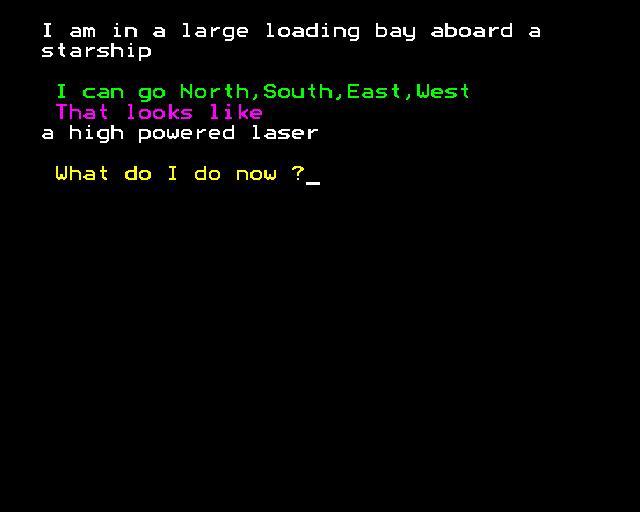 I am in a large loading bay aboard a
starship
I can go North,South,East,West
That looks like
a high powered laser
What do I do now ?_